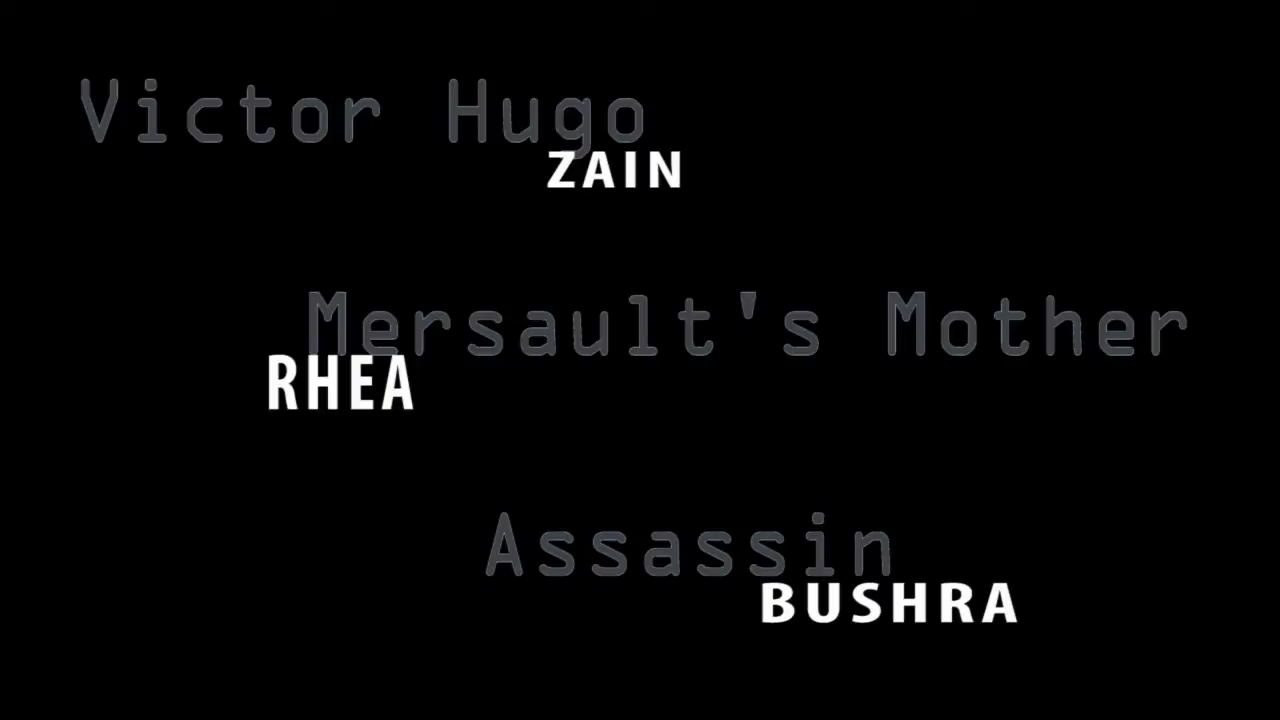 Victor Hugo
ZAIN
Mersault's Mother
RHEA
Assassin
BUSHRA